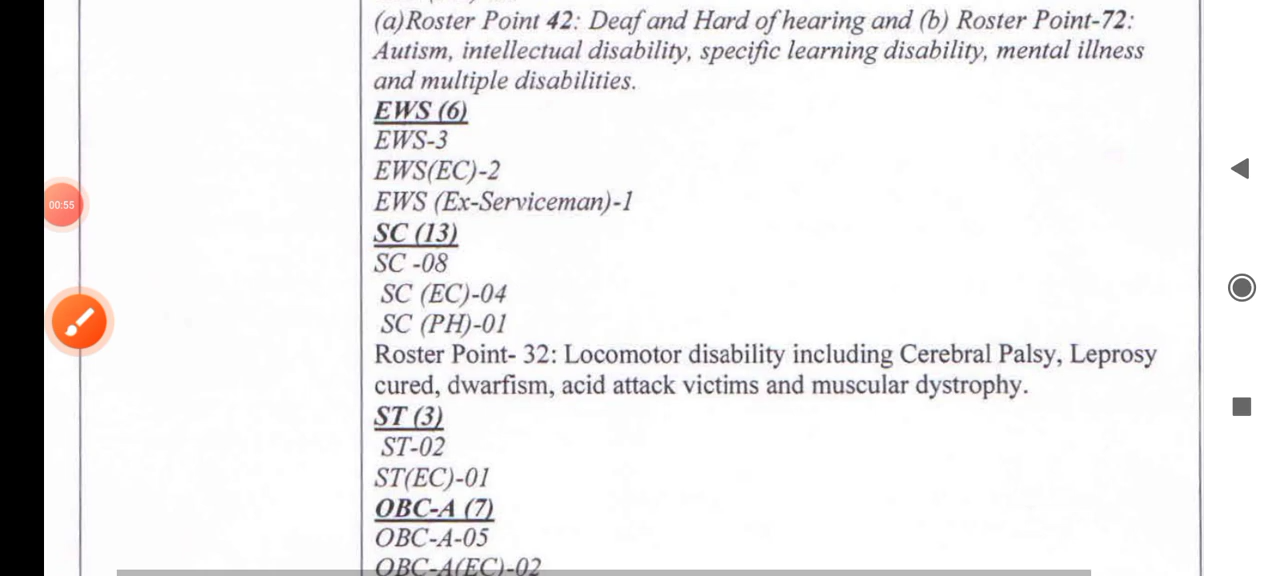 (a)Roster Point 42: Deaf and Hard of hearing and (b) Roster Point-72:
Autism, intellectual disability, specific learning disability, mental illness
and multiple disabilities.
EWS (6)
EWS-3
EWS(EC)-2
EWS (Ex-Serviceman)-1
00:55
SC (13)
SC -08
SC (EC)-04
SC (PH)-01
Roster Point- 32: Locomotor disability including Cerebral Palsy, Leprosy
cured, dwarfism, acid attack victims and muscular dystrophy.
ST (3)
ST-02
ST(EC)-01
OBC-A (7)
OBC-A-05
OBC-A(EC)-02